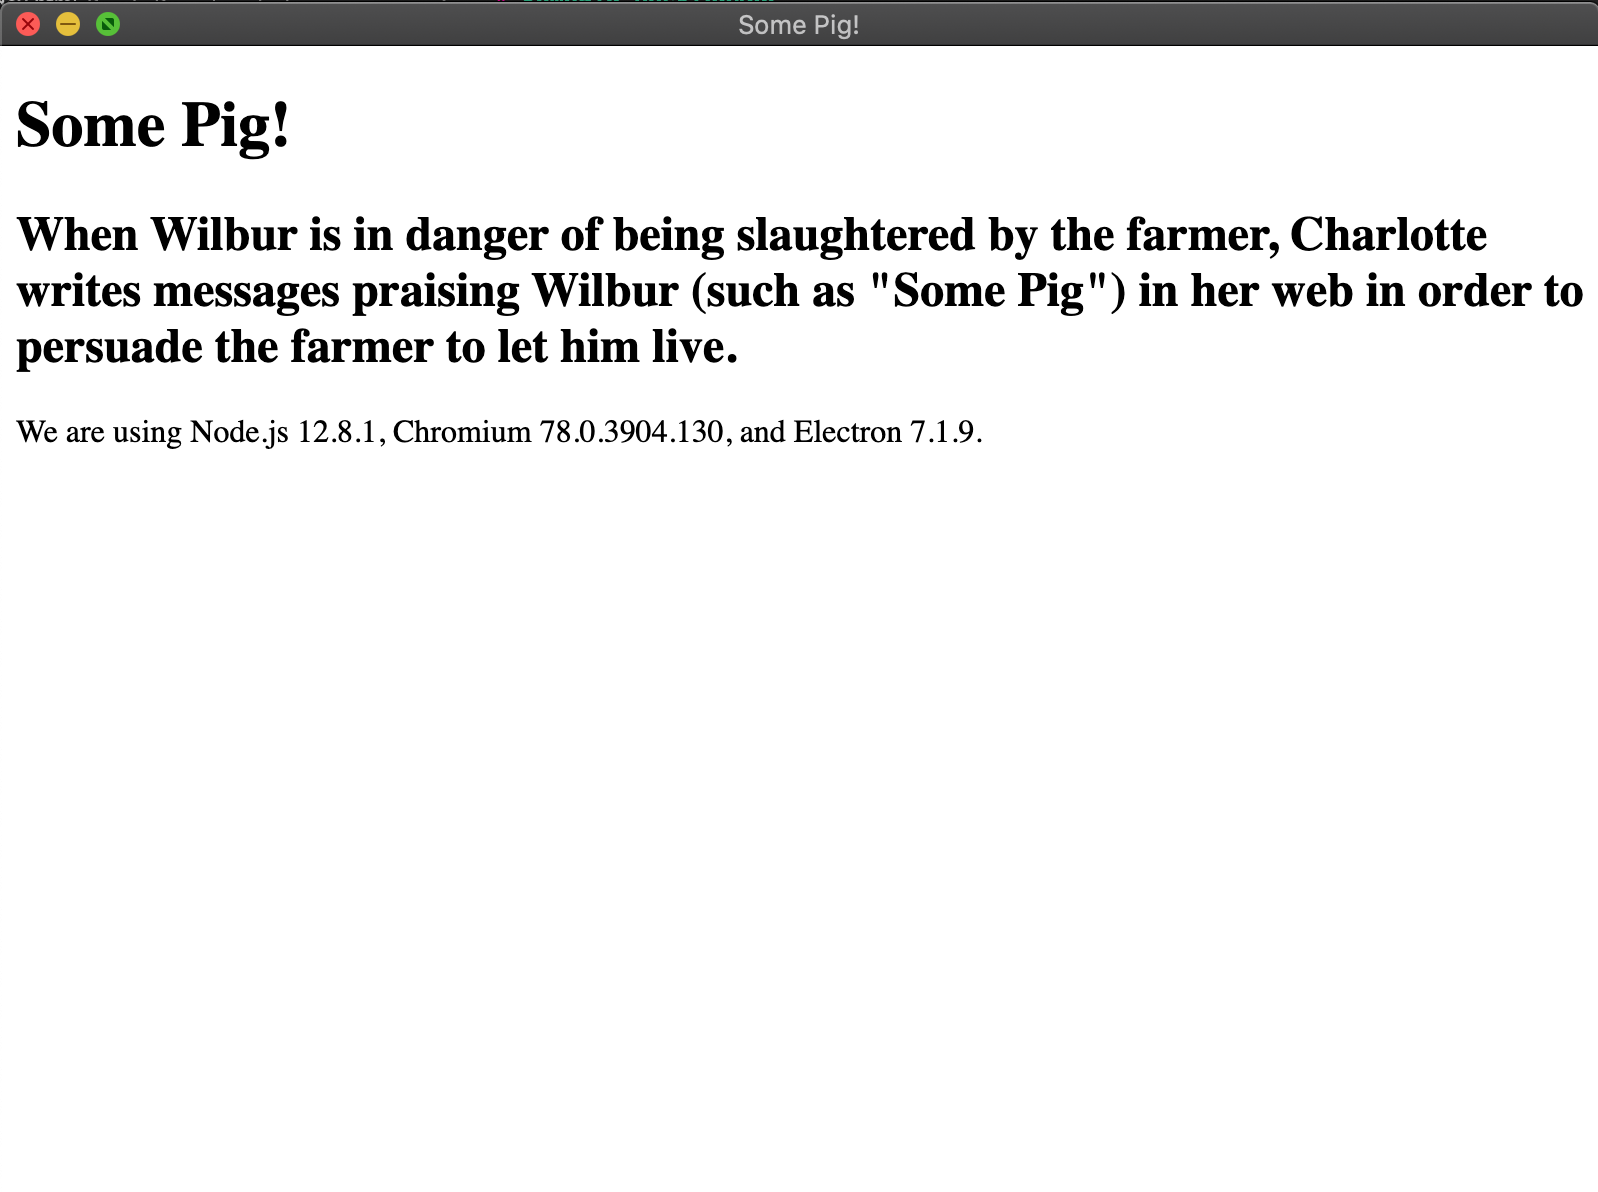 Some Pig!
Some Pig!
When Wilbur is in danger of being slaughtered by the farmer, Charlotte
writes messages praising Wilbur (such as "Some Pig") in her web in order to
persuade the farmer to let him live.
We are using Node.js 12.8.1, Chromium 78.0.3904.130, and Electron 7.1.9.